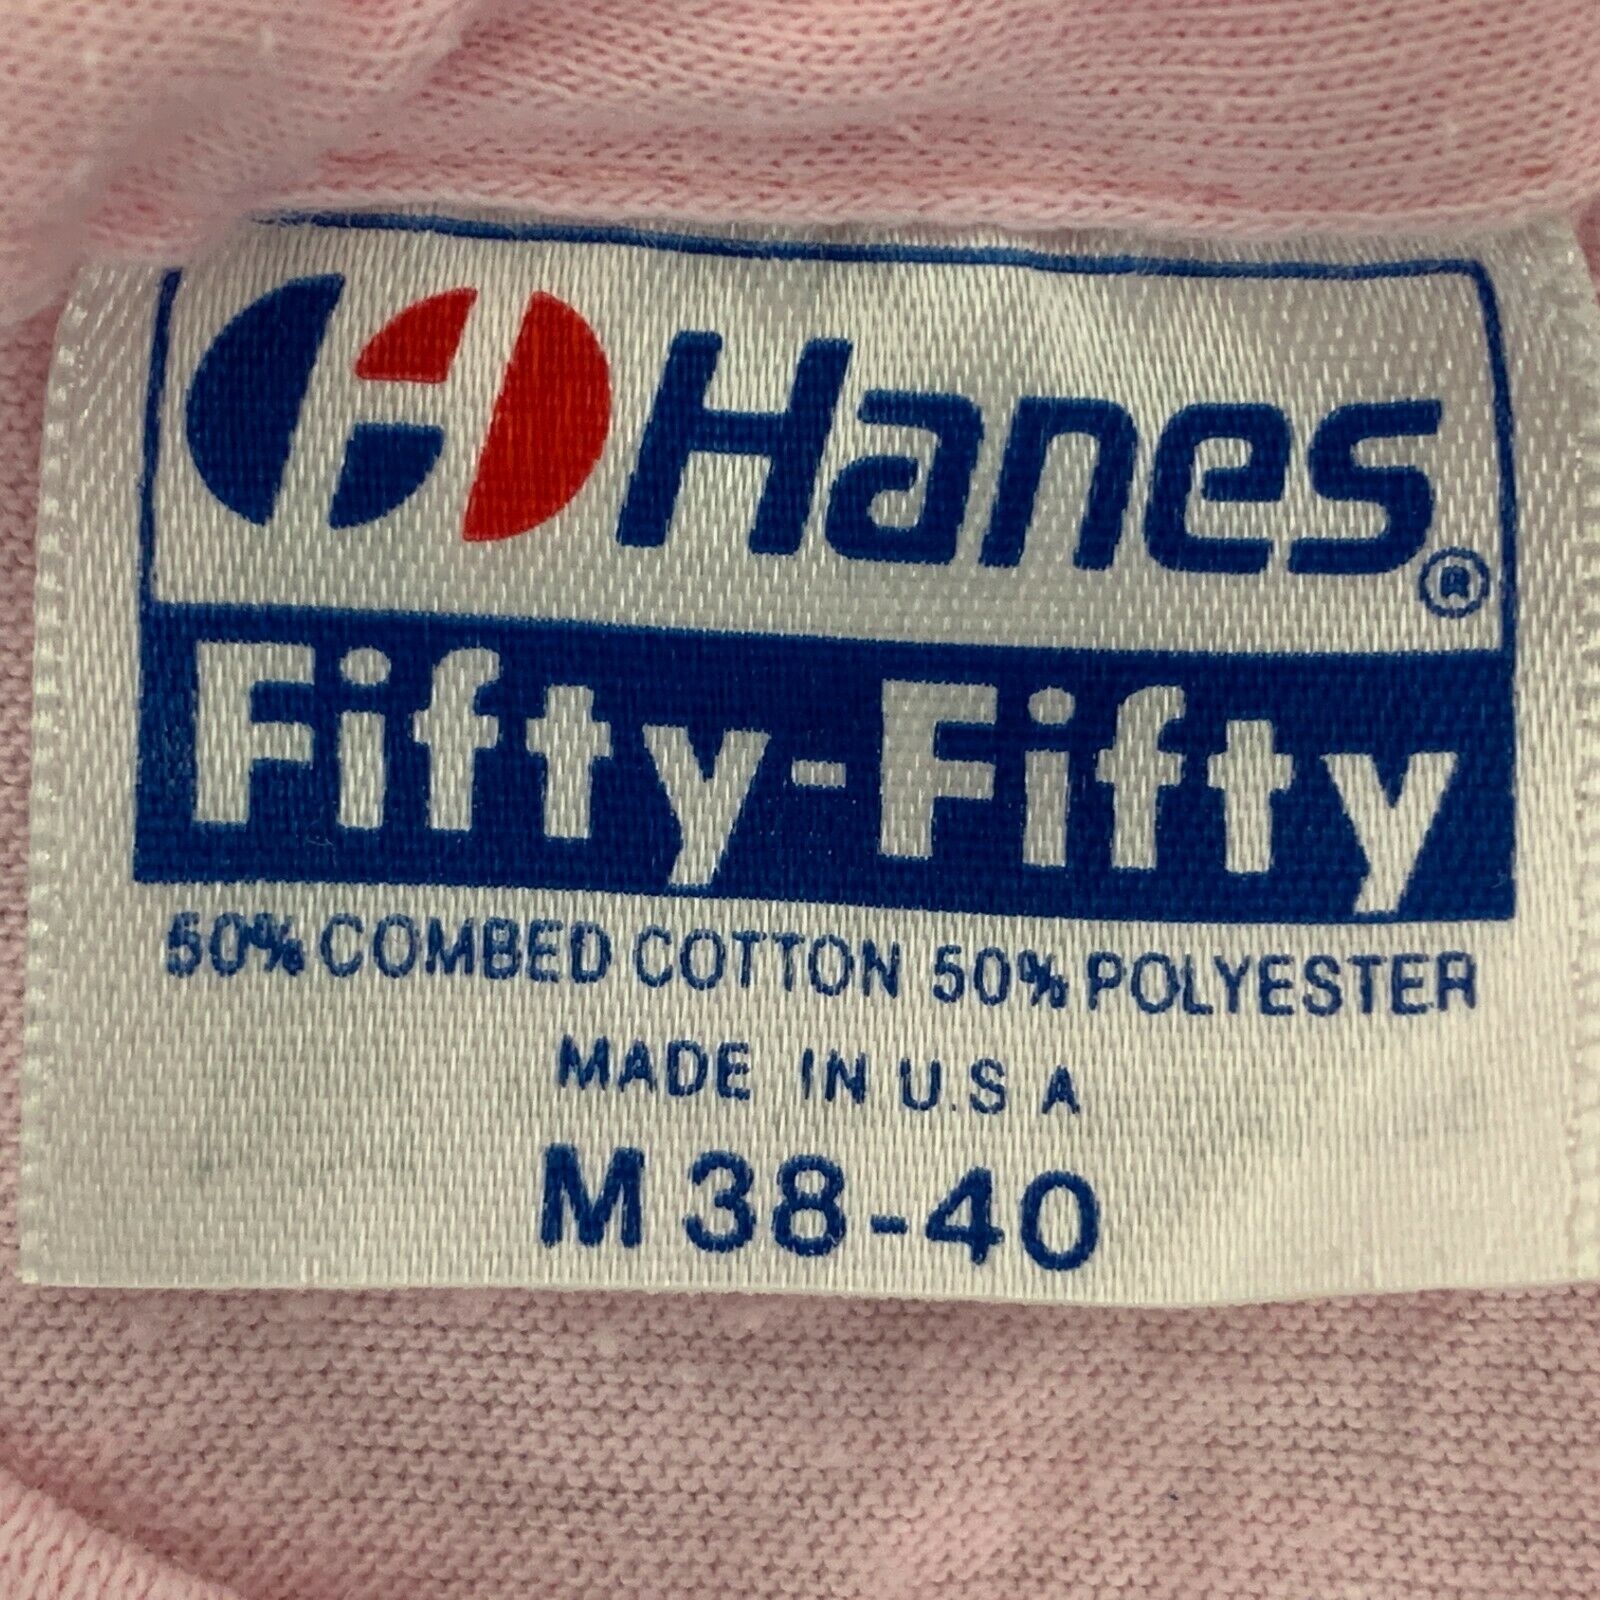 Hanes®
Fifty-Fifty
50% COMBED COTTON 50% POLYESTER
MADE IN U.S A
M 38-40